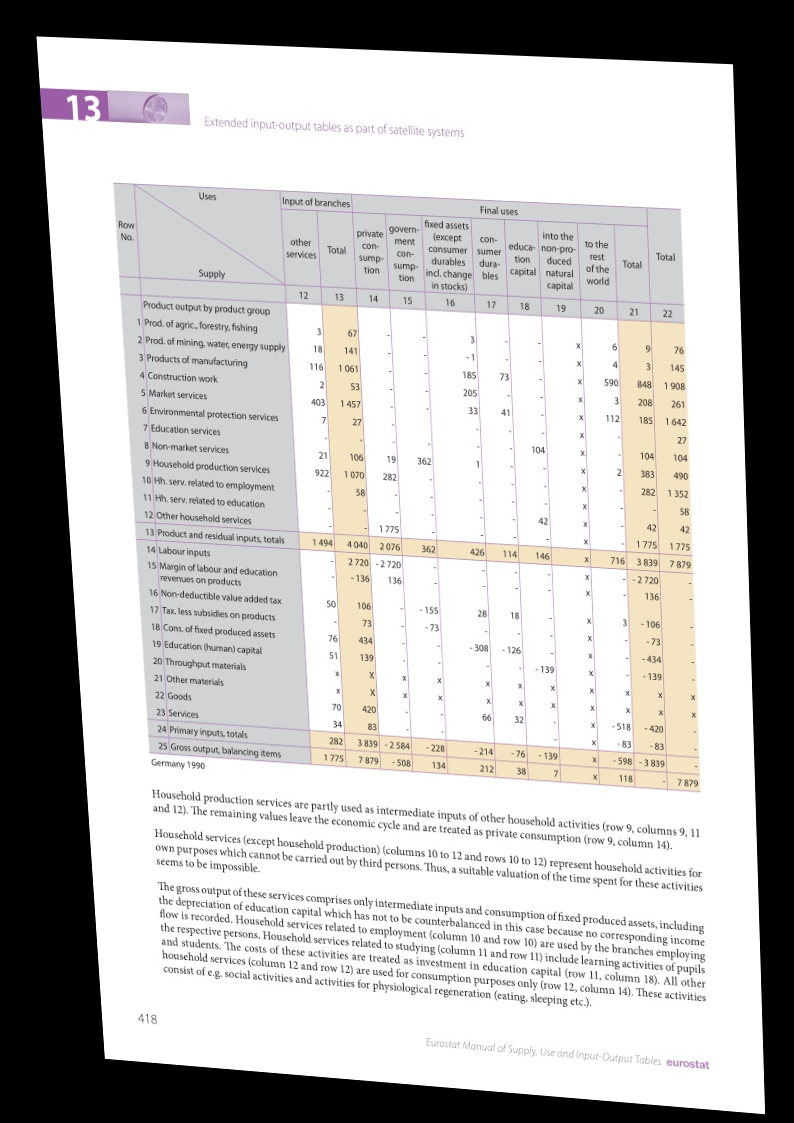 13
Extended input-output tables as part of satellite systems
Row No.
Uses
Supply
Input of branches
Final uses
other services
Total
private con-sump-tion
govern-ment con-sump-tion
fixed assets (except consumer durables incl. change in stocks)
con-sumer dura-bles
educa-tion capital
into the non-pro-duced natural capital
to the rest of the world
Total
Total
12 13 14 15 16 17 18 19 20 21 22
Product output by product group
1 Prod. of agric., forestry, fishing 3 67 - - 3 - - x 6 9 76
2 Prod. of mining, water, energy supply 18 141 - - - 1 - - x 4 3 145
3 Products of manufacturing 116 1 061 - - 185 73 - x 590 848 1 908
4 Construction work 2 53 - - 205 - - x 3 208 261
5 Market services 403 1 457 - - 33 41 - x 112 185 1 642
6 Environmental protection services 7 27 - - - - - x - - 27
7 Education services - - - - - - 104 x - 104 104
8 Non-market services 21 106 19 362 1 - - x 2 383 490
9 Household production services 922 1 070 282 - - - - x - 282 1 352
10 Hh. serv. related to employment - 58 - - - - - x - - 58
11 Hh. serv. related to education - - - - - - 42 x - 42 42
12 Other household services - - 1 775 - - - - x - 1 775 1 775
13 Product and residual inputs, totals 1 494 4 040 2 076 362 426 114 146 x 716 3 839 7 879
14 Labour inputs - 2 720 - 2 720 - - - - x - - 2 720 -
15 Margin of labour and education
revenues on products - - 136 136 - - - - x - 136 -
16 Non-deductible value added tax 50 106 - - 155 28 18 - x 3 - 106 -
17 Tax. less subsidies on products - 73 - - 73 - - - x - - 73 -
18 Cons. of fixed produced assets 76 434 - - - 308 - 126 - x - - 434 -
19 Education (human) capital 51 139 - - - - - 139 x - - 139 -
20 Throughput materials x X x x x x x x x x x
21 Other materials x X x x x x x x x x x
22 Goods 70 420 - - 66 32 - x - 518 - 420 -
23 Services 34 83 - - - - - x - 83 - 83 -
24 Primary inputs, totals 282 3 839 - 2 584 - 228 - 214 - 76 - 139 x - 598 - 3 839 -
25 Gross output, balancing items 1 775 7 879 - 508 134 212 38 7 x 118 - 7 879
Germany 1990
Household production services are partly used as intermediate inputs of other household activities (row 9, columns 9, 11
and 12). The remaining values leave the economic cycle and are treated as private consumption (row 9, column 14).
Household services (except household production) (columns 10 to 12 and rows 10 to 12) represent household activities for
own purposes which cannot be carried out by third persons. Thus, a suitable valuation of the time spent for these activities
seems to be impossible.
The gross output of these services comprises only intermediate inputs and consumption of fixed produced assets, including
the depreciation of education capital which has not to be counterbalanced in this case because no corresponding income
flow is recorded. Household services related to employment (column 10 and row 10) are used by the branches employing
the respective persons. Household services related to studying (column 11 and row 11) include learning activities of pupils
and students. The costs of these activities are treated as investment in education capital (row 11, column 18). All other
household services (column 12 and row 12) are used for consumption purposes only (row 12, column 14). These activities
consist of e.g. social activities and activities for physiological regeneration (eating, sleeping etc.).
418
Eurostat Manual of Supply, Use and Input-Output Tables eurostat